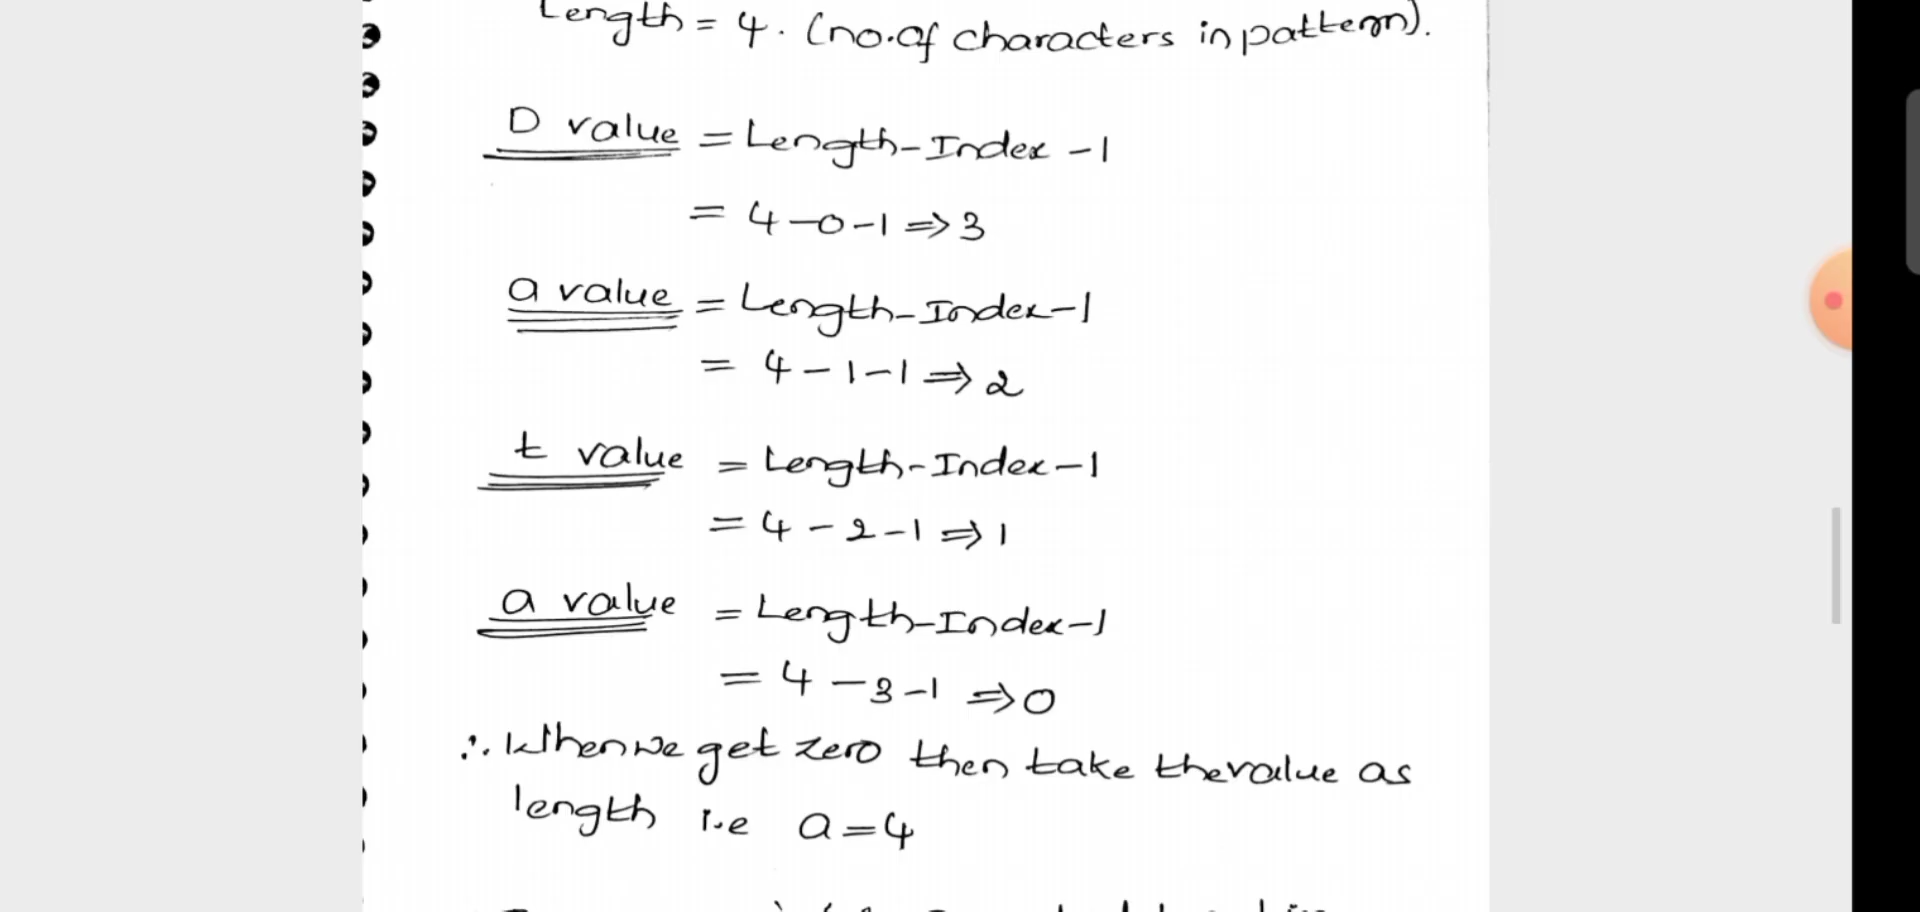 Length = 4. (no.of characters in pattern).
D value = Length-Index -1
= 4-0-1 => 3
a value = Length-Index-1
= 4-1-1 => 2
t value = Length-Index-1
= 4-2-1 => 1
a value = Length-Index-1
= 4-3-1 => 0
∴ When we get zero then take the value as
length i.e a=4